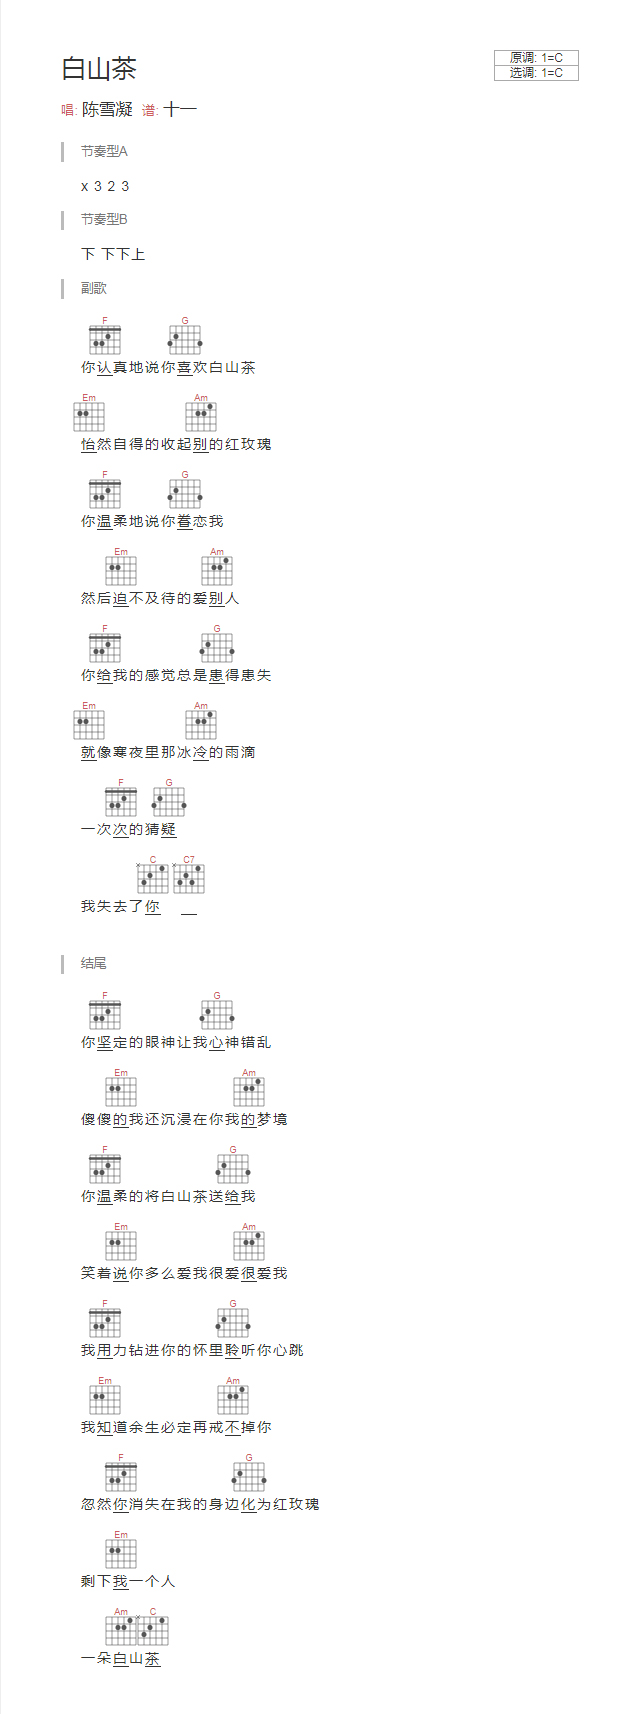 白山茶
原调: 1=C
选调: 1=C
唱: 陈雪凝 谱: 十一
节奏型A
x 3 2 3
节奏型B
下 下下上
副歌
F G
你认真地说你喜欢白山茶
Em Am
怡然自得的收起别的红玫瑰
F G
你温柔地说你眷恋我
Em Am
然后迫不及待的爱别人
F G
你给我的感觉总是患得患失
Em Am
就像寒夜里那冰冷的雨滴
F G
一次次的猜疑
C C7
我失去了你
结尾
F G
你坚定的眼神让我心神错乱
Em Am
傻傻的我还沉浸在你我的梦境
F G
你温柔的将白山茶送给我
Em Am
笑着说你多么爱我很爱很爱我
F G
我用力钻进你的怀里聆听你心跳
Em Am
我知道余生必定再戒不掉你
F G
忽然你消失在我的身边化为红玫瑰
Em
剩下我一个人
Am C
一朵白山茶